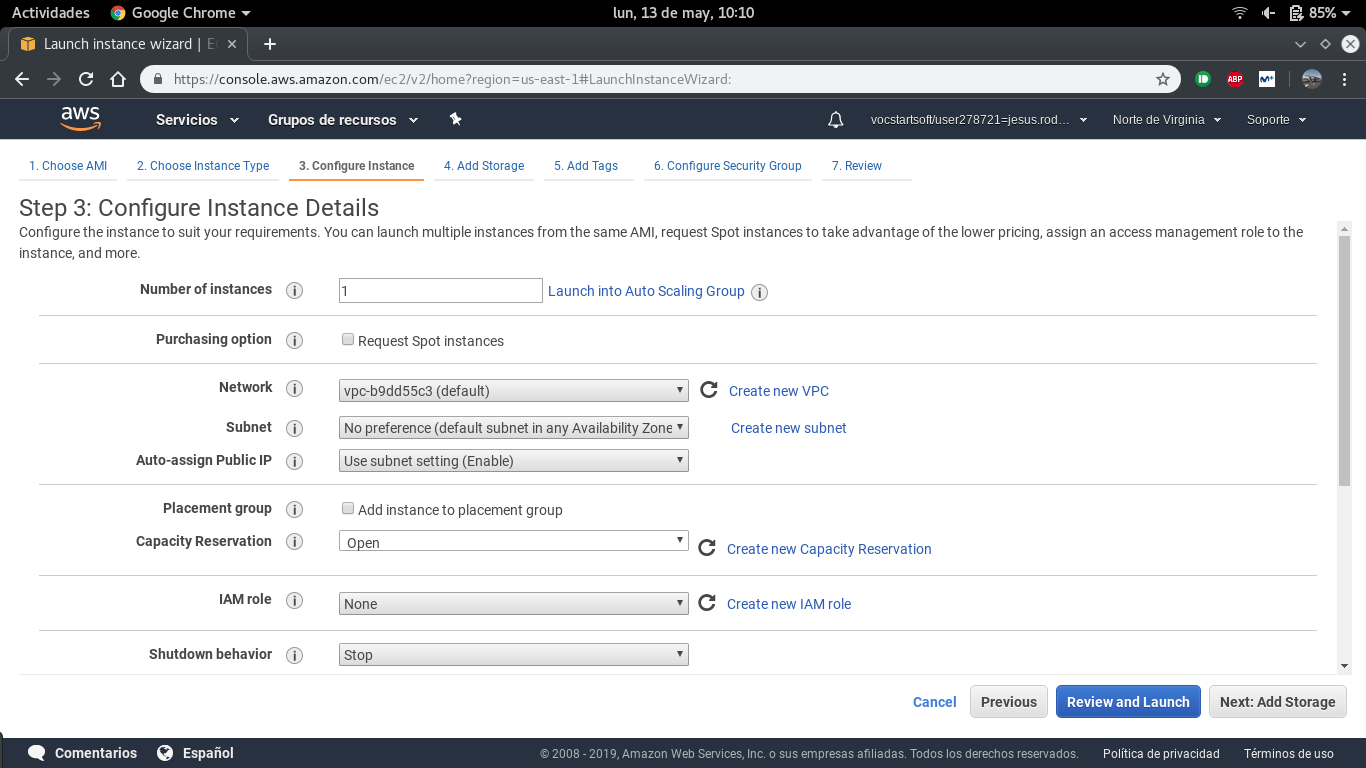 Actividades Google Chrome lun, 13 de may, 10:10 85%
Launch instance wizard | E
https://console.aws.amazon.com/ec2/v2/home?region=us-east-1#LaunchInstanceWizard: ABP
aws Servicios Grupos de recursos vocstartsoft/user278721=jesus.rod... Norte de Virginia Soporte
1. Choose AMI 2. Choose Instance Type 3. Configure Instance 4. Add Storage 5. Add Tags 6. Configure Security Group 7. Review
Step 3: Configure Instance Details
Configure the instance to suit your requirements. You can launch multiple instances from the same AMI, request Spot instances to take advantage of the lower pricing, assign an access management role to the
instance, and more.
Number of instances i 1 Launch into Auto Scaling Group i
Purchasing option i Request Spot instances
Network i vpc-b9dd55c3 (default) Create new VPC
Subnet i No preference (default subnet in any Availability Zone Create new subnet
Auto-assign Public IP i Use subnet setting (Enable)
Placement group i Add instance to placement group
Capacity Reservation i Open Create new Capacity Reservation
IAM role i None Create new IAM role
Shutdown behavior i Stop
Cancel Previous Review and Launch Next: Add Storage
Comentarios Español © 2008 - 2019, Amazon Web Services, Inc. o sus empresas afiliadas. Todos los derechos reservados. Política de privacidad Términos de uso